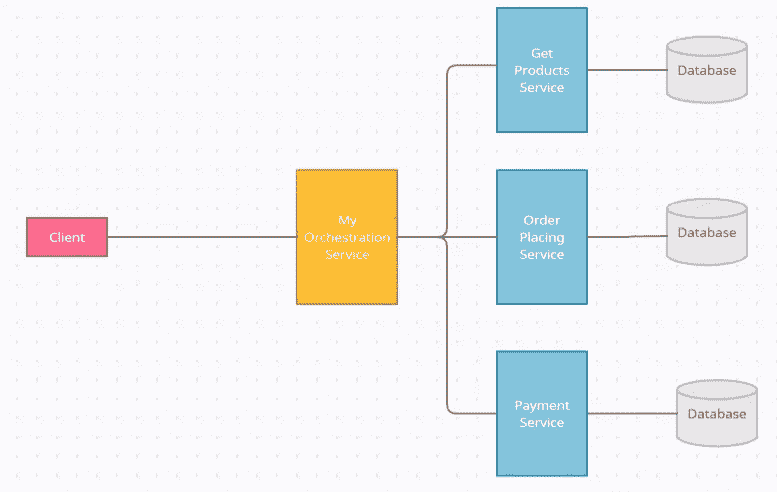 Get
Products
Service
Database
Client
My
Orchestration
Service
Order
Placing
Service
Database
Payment
Service
Database